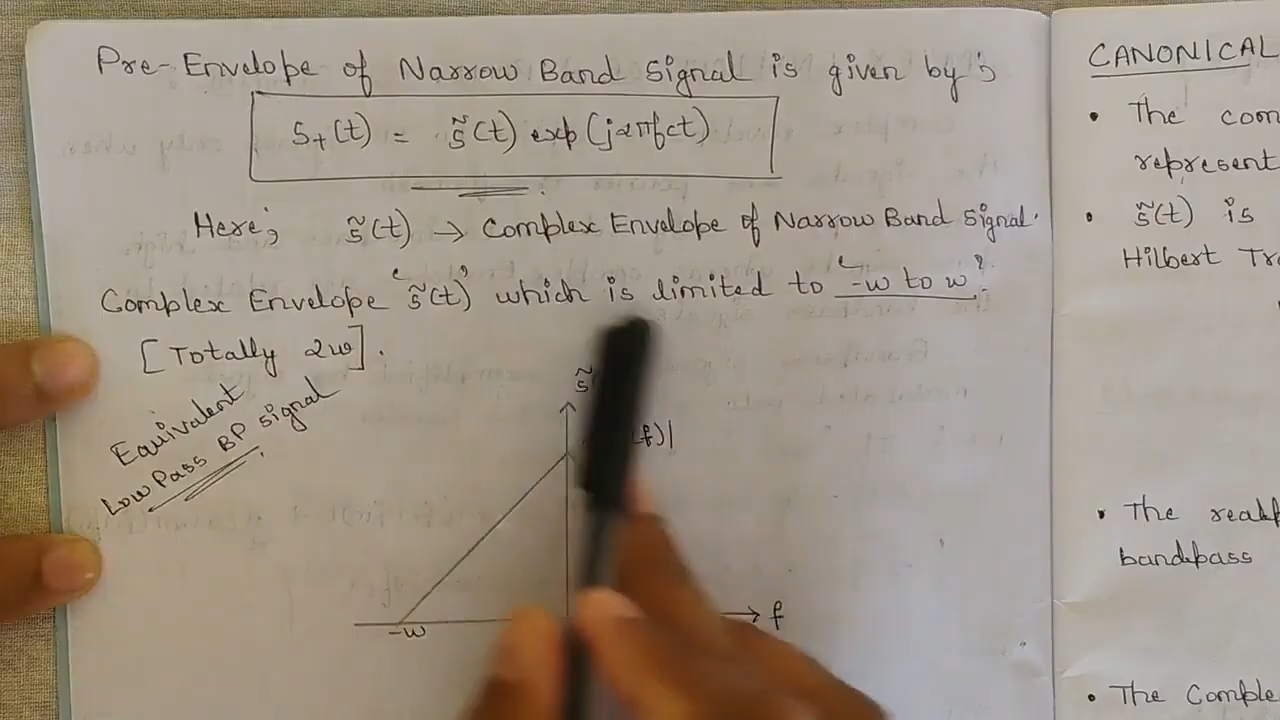 Pre-Envelope of Narrow Band Signal is given by;
S₊(t) = s̃(t) exp(j2πfct)
Here; s̃(t) → Complex Envelope of Narrow Band Signal.
Complex Envelope 's̃(t)' which is limited to '-w to w'.
[Totally 2w].
Equivalent
Low Pass BP signal
s̃
(f)|
-w
f
CANONICAL
• The com
represent
• s̃(t) is
Hilbert Tra
• The real
bandpass
• The Comple